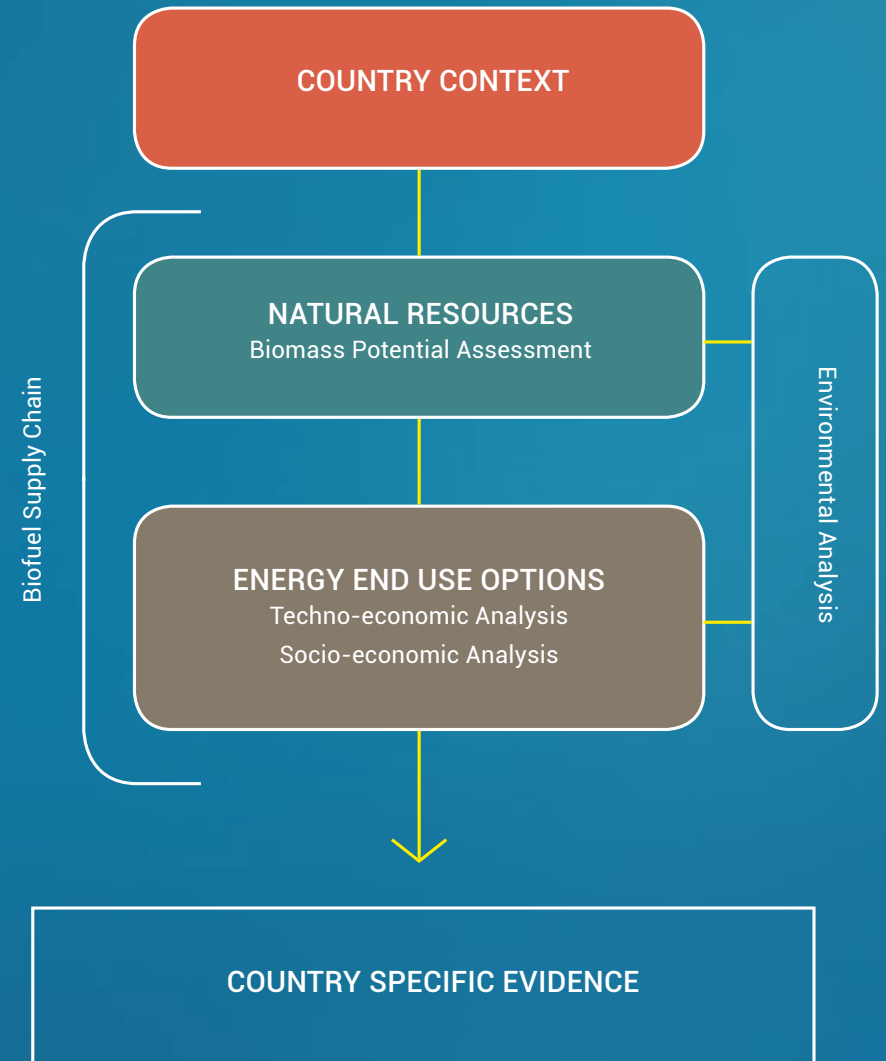 COUNTRY CONTEXT
NATURAL RESOURCES
Biomass Potential Assessment
Biofuel Supply Chain
Environmental Analysis
ENERGY END USE OPTIONS
Techno-economic Analysis
Socio-economic Analysis
COUNTRY SPECIFIC EVIDENCE